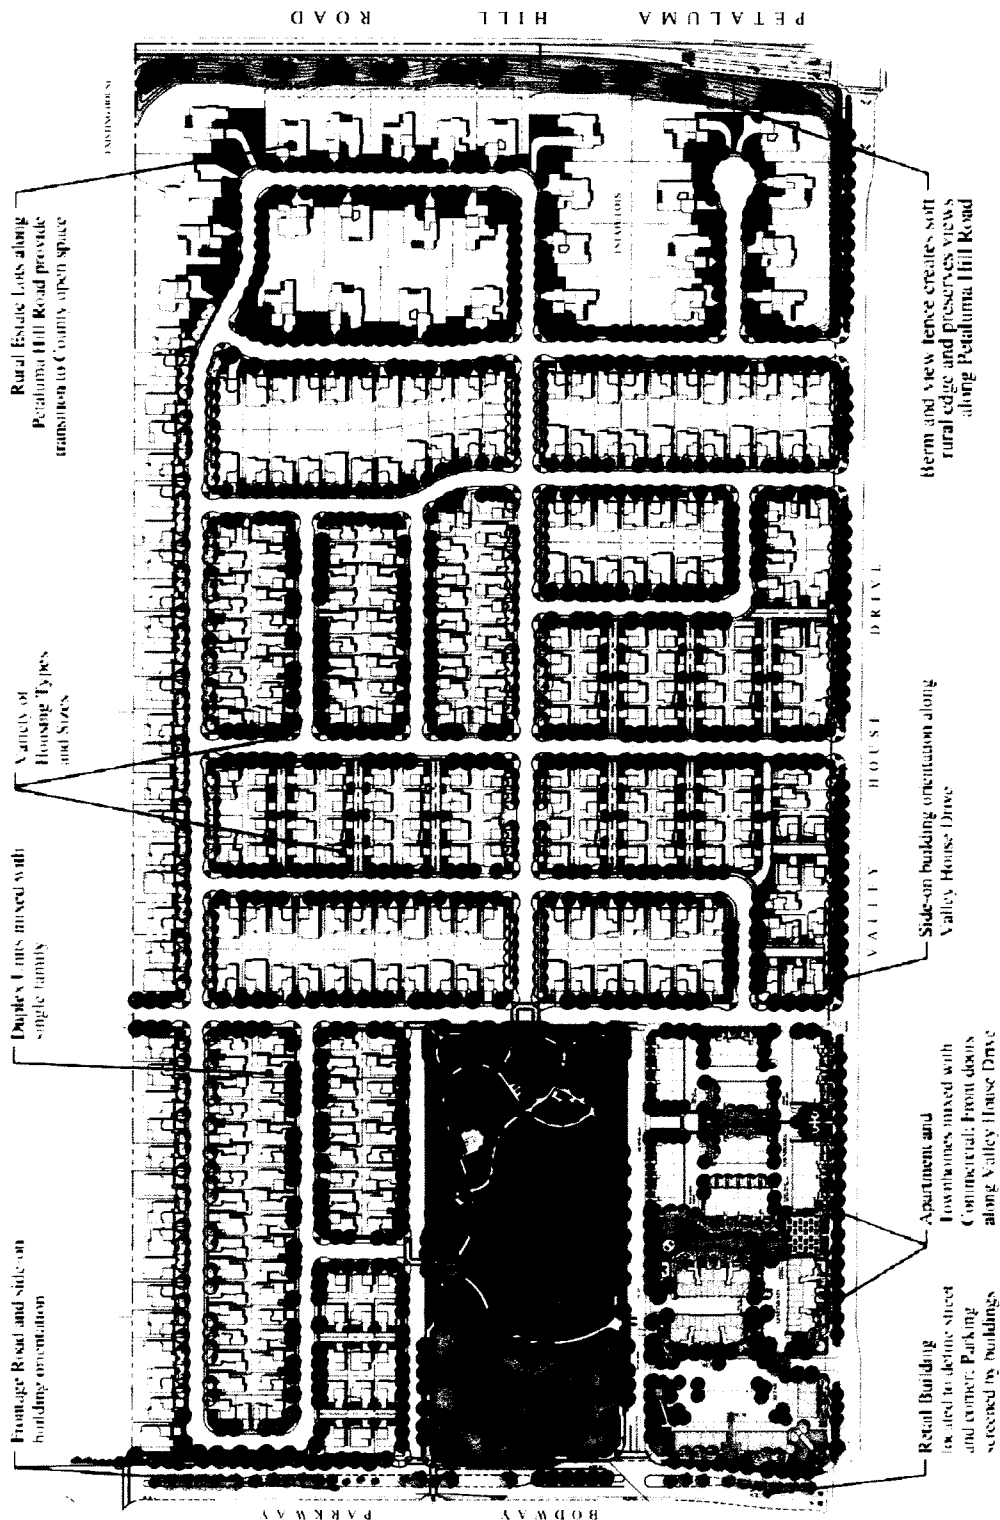 PETALUMA HILL ROAD
Rural Estate Lots along
Petaluma Hill Road provide
transition to County open space
Variety of
Housing Types
and Sizes
Duplex Units mixed with
single family
Frontage Road and side-on
building orientation
ESTATE LOTS
Berm and view fence creates soft
rural edge and preserves views
along Petaluma Hill Road
VALLEY HOUSE DRIVE
Side-on building orientation along
Valley House Drive
Apartment and
Townhomes mixed with
Commercial; Front doors
along Valley House Drive
Retail Building
located to define street
and corner; Parking
screened by buildings
BODWAY PARKWAY